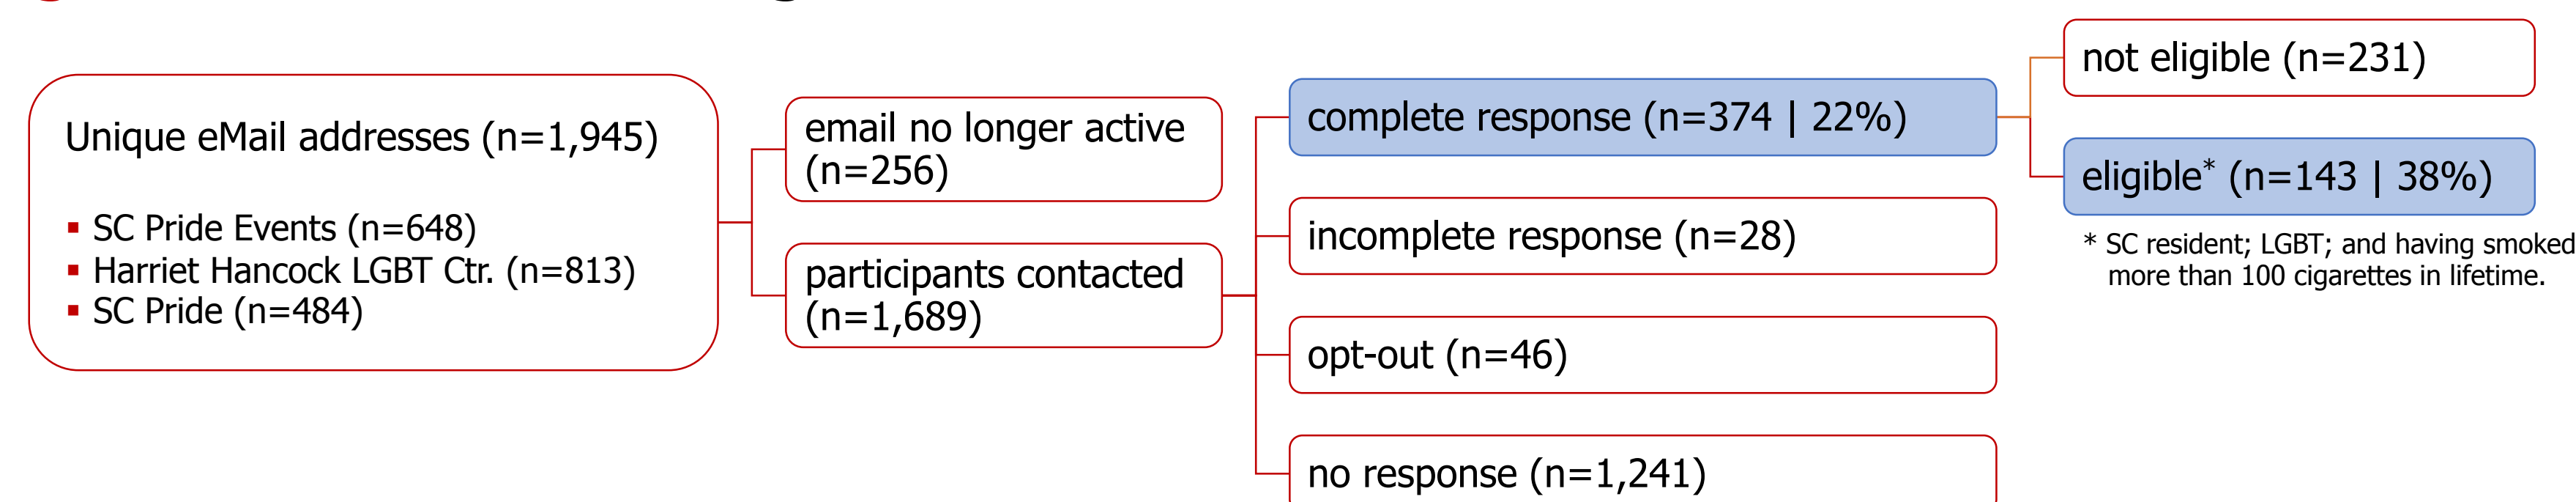 Unique eMail addresses (n=1,945)
▪ SC Pride Events (n=648)
▪ Harriet Hancock LGBT Ctr. (n=813)
▪ SC Pride (n=484)
email no longer active
(n=256)
participants contacted
(n=1,689)
complete response (n=374 | 22%)
incomplete response (n=28)
opt-out (n=46)
no response (n=1,241)
not eligible (n=231)
eligible* (n=143 | 38%)
* SC resident; LGBT; and having smoked
more than 100 cigarettes in lifetime.